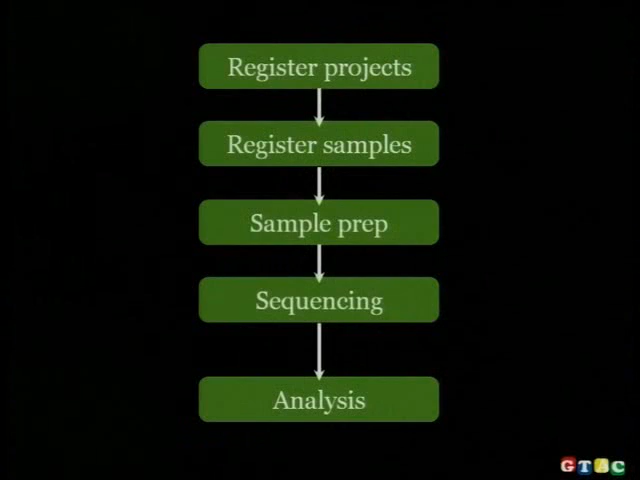 Register projects
Register samples
Sample prep
Sequencing
Analysis
GTAC